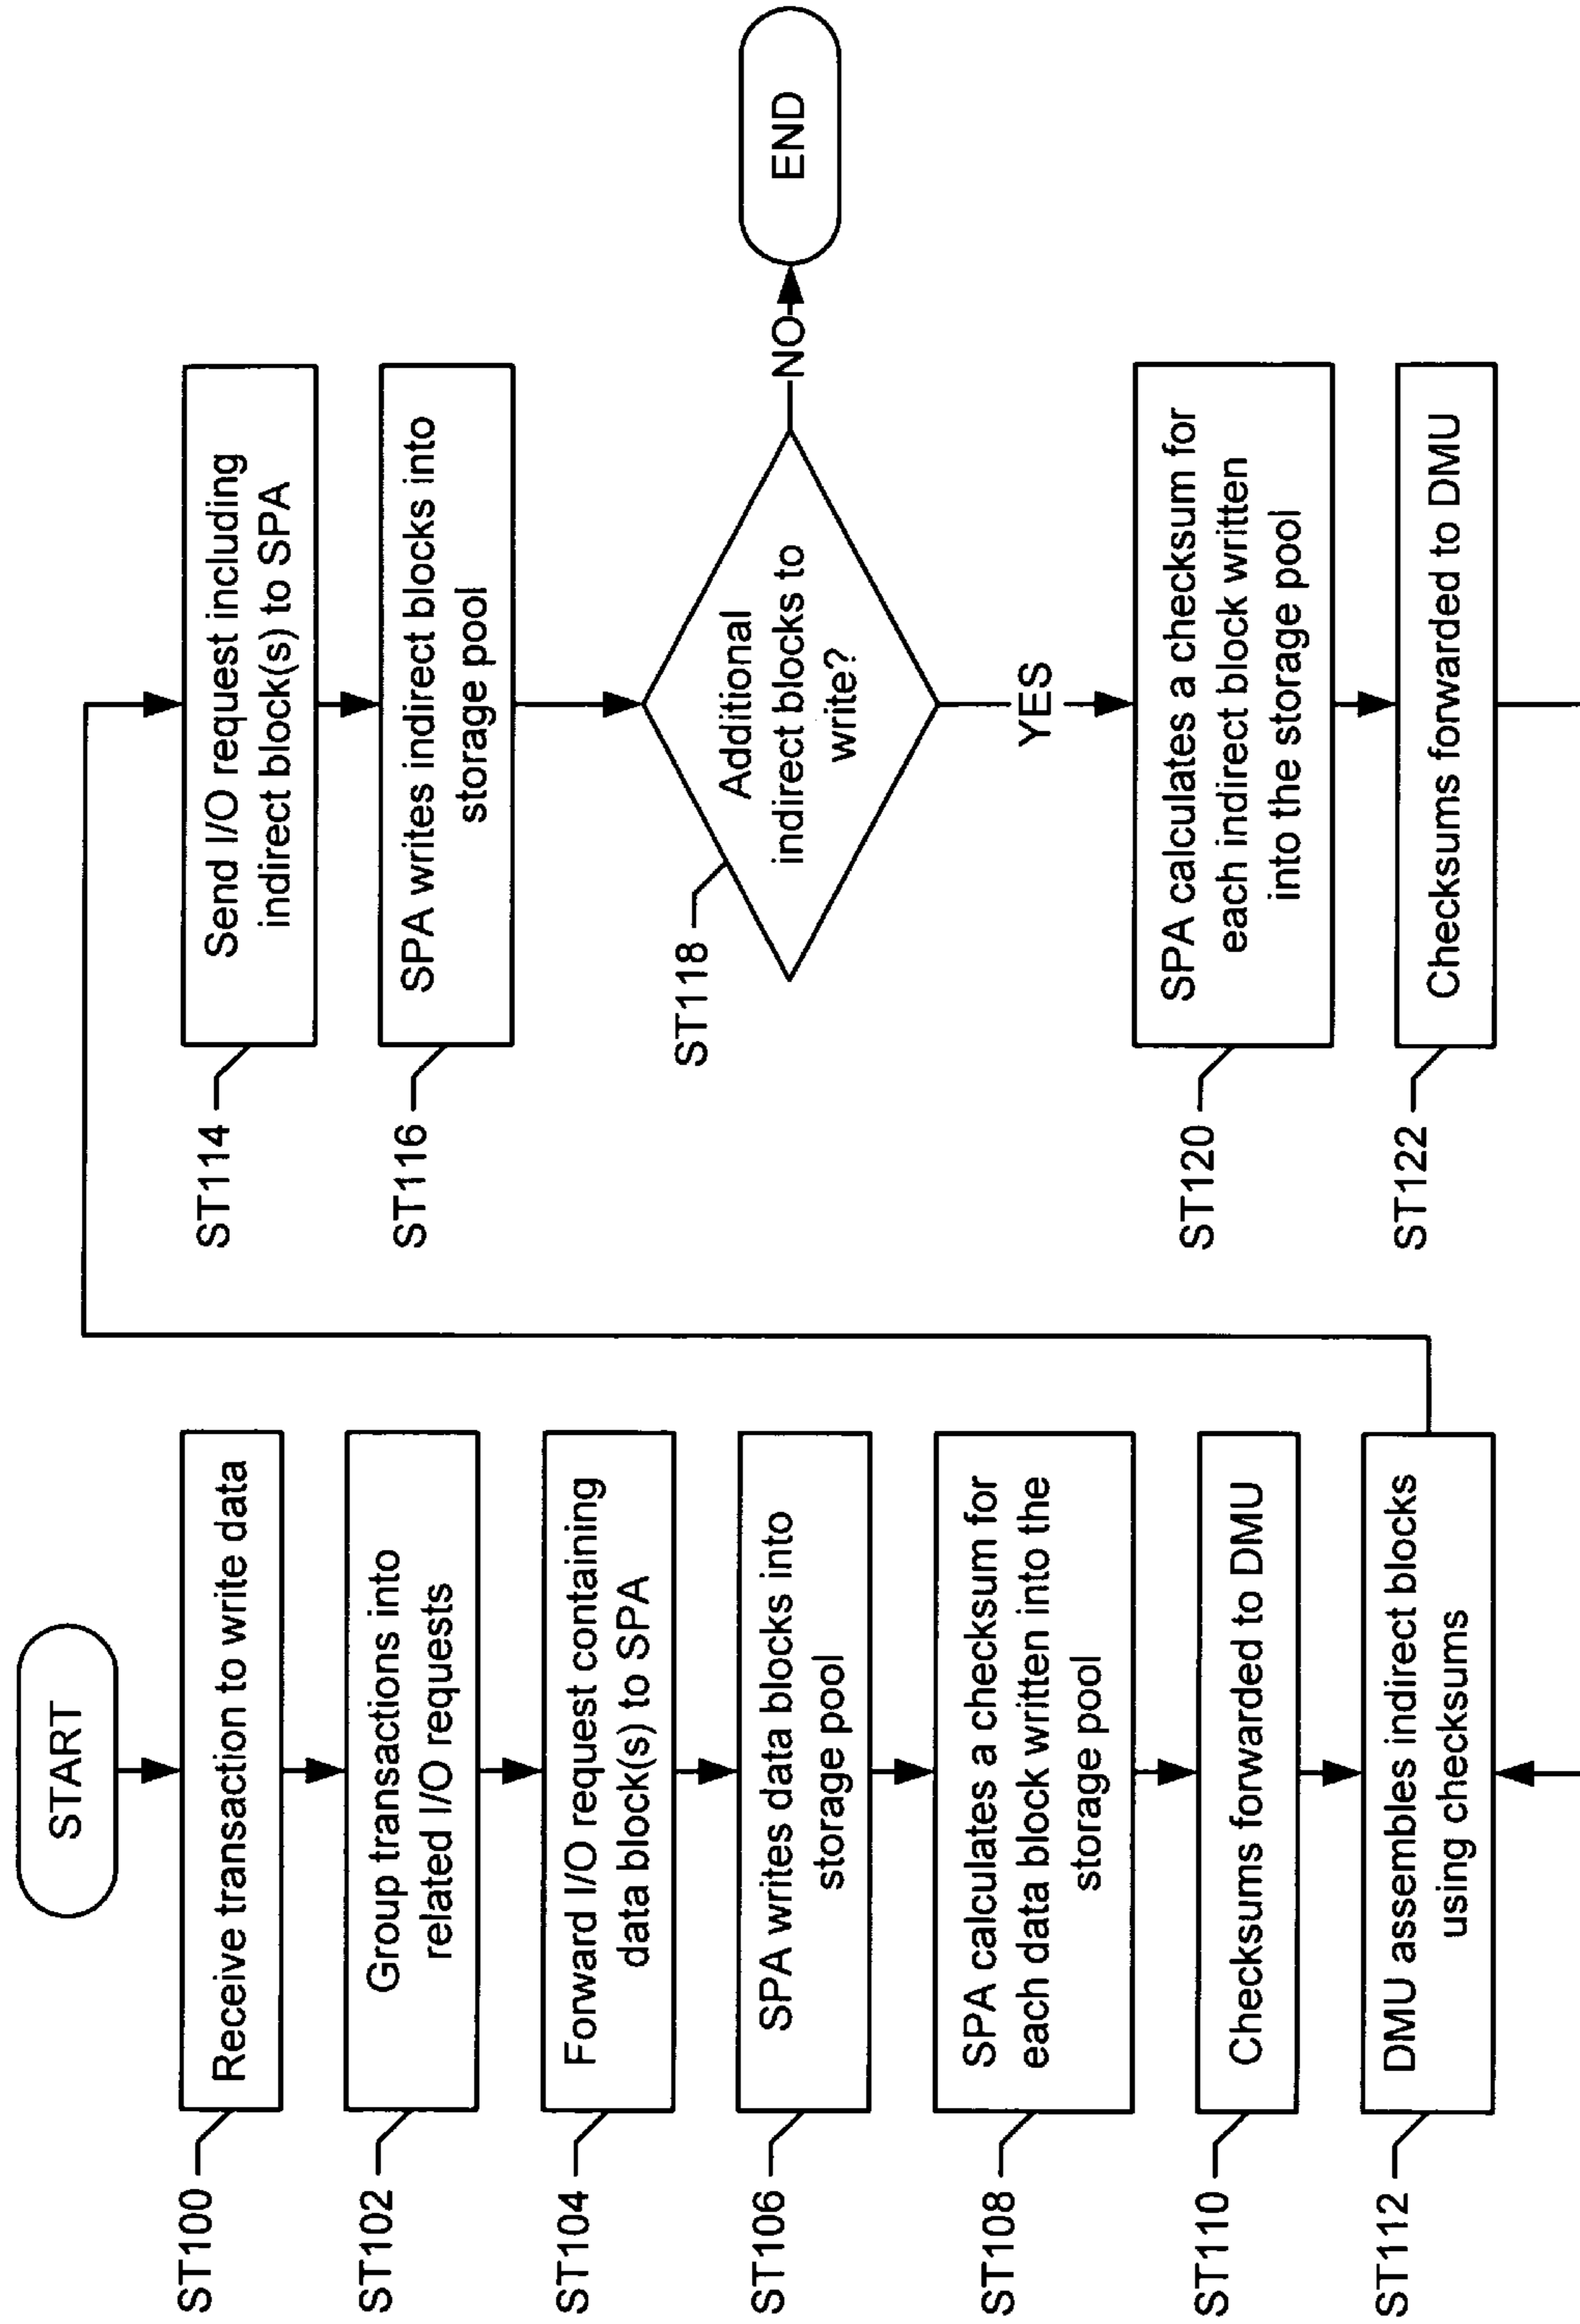 START
ST100
Receive transaction to write data
ST102
Group transactions into
related I/O requests
ST104
Forward I/O request containing
data block(s) to SPA
ST106
SPA writes data blocks into
storage pool
ST108
SPA calculates a checksum for
each data block written into the
storage pool
ST110
Checksums forwarded to DMU
ST112
DMU assembles indirect blocks
using checksums
ST114
Send I/O request including
indirect block(s) to SPA
ST116
SPA writes indirect blocks into
storage pool
ST118
Additional
indirect blocks to
write?
NO
END
YES
ST120
SPA calculates a checksum for
each indirect block written
into the storage pool
ST122
Checksums forwarded to DMU